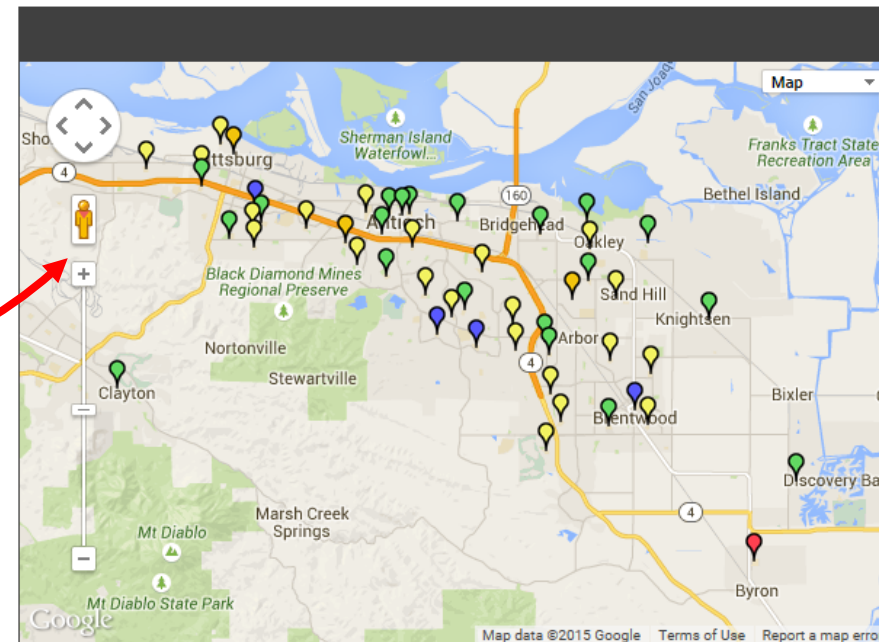 Map
San Joaq
Sho
4
ttsburg
Sherman Island
Waterfowl...
Franks Tract State
Recreation Area
160
Bethel Island
Antioch
Bridgehead
Oakley
Black Diamond Mines
Regional Preserve
Sand Hill
Knightsen
Nortonville
Arbor
4
Stewartville
Clayton
Bixler
Brentwood
Discovery Ba
Marsh Creek
Springs
4
Mt Diablo
Byron
Mt Diablo State Park
Google
Map data ©2015 Google Terms of Use Report a map erro